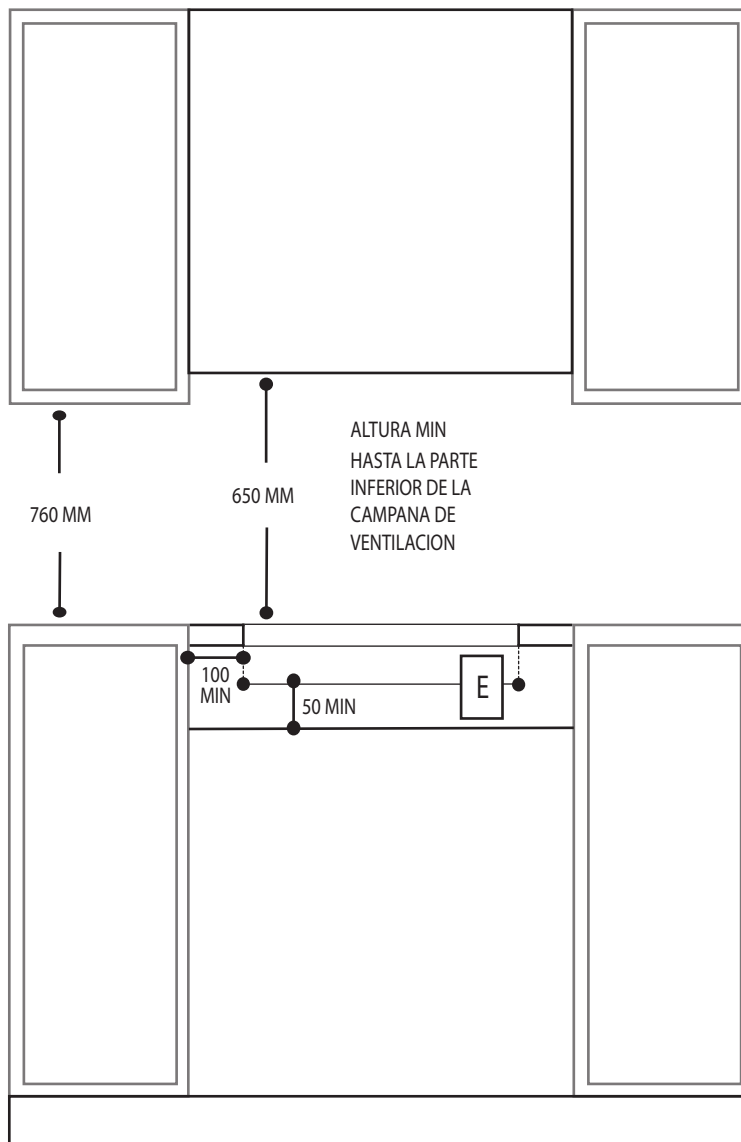 ALTURA MIN
HASTA LA PARTE
INFERIOR DE LA
CAMPANA DE
VENTILACION
760 MM
650 MM
100
MIN
50 MIN
E